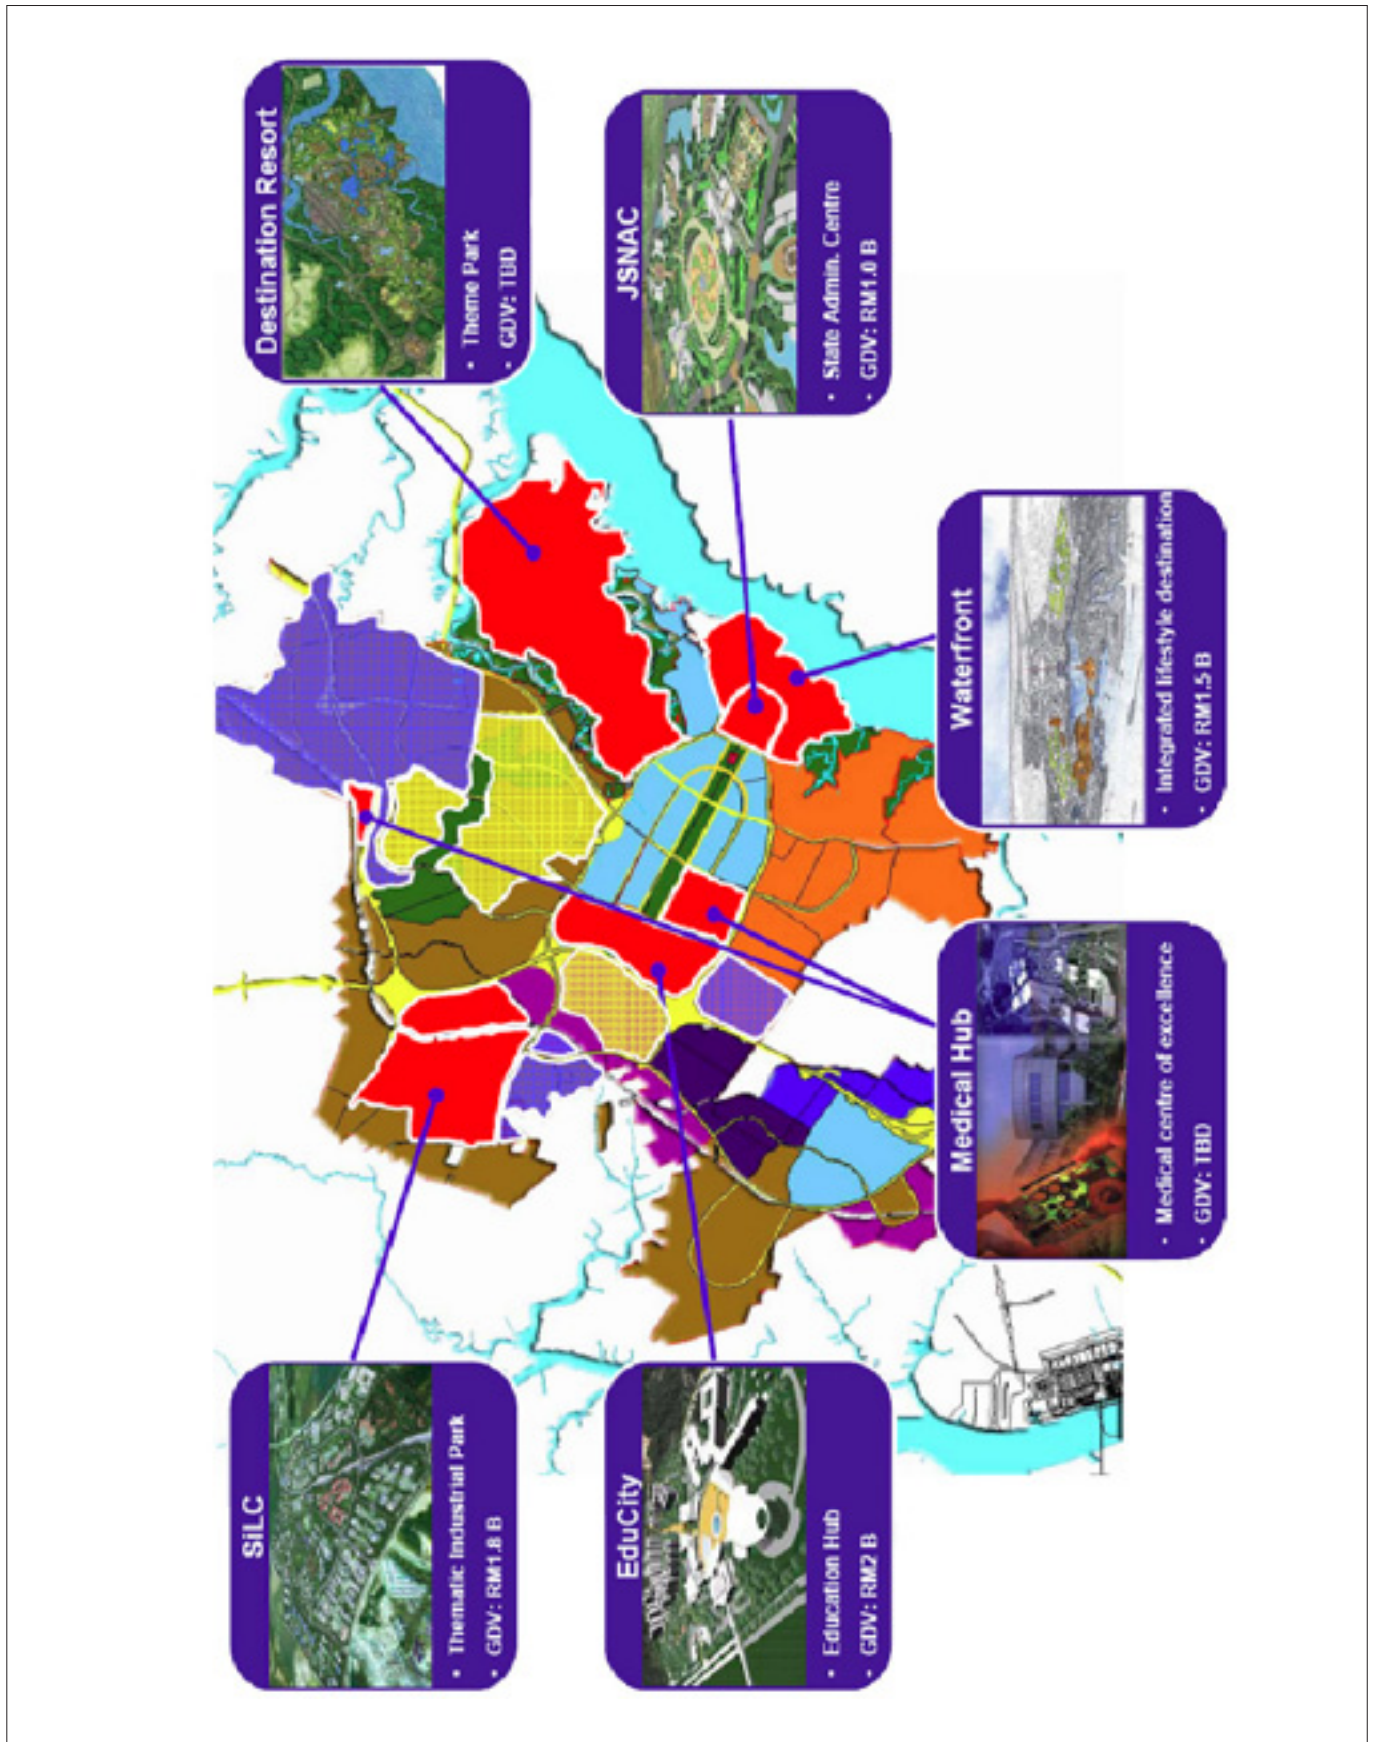 SiLC
• Thematic Industrial Park
• GDV: RM1.8 B
Destination Resort
• Theme Park
• GDV: TBD
EduCity
• Education Hub
• GDV: RM2 B
JSNAC
• State Admin. Centre
• GDV: RM1.0 B
Medical Hub
• Medical centre of excellence
• GDV: TBD
Waterfront
• Integrated lifestyle destination
• GDV: RM1.5 B